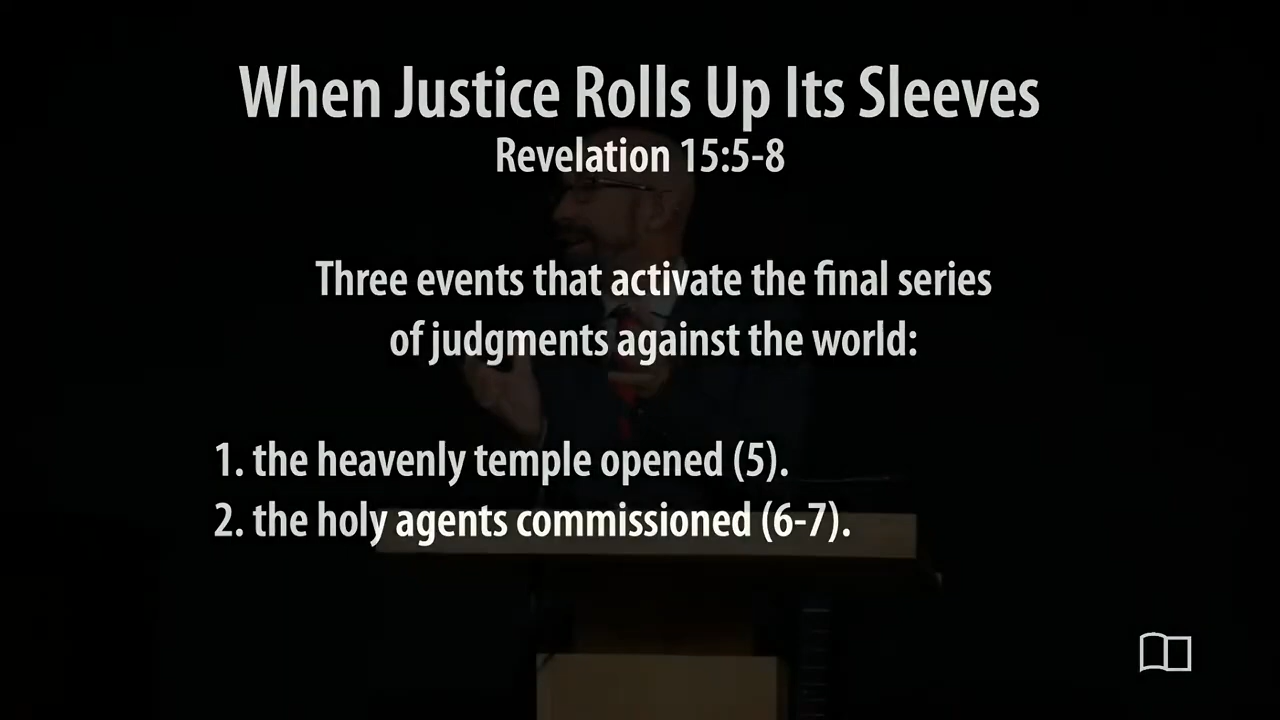 When Justice Rolls Up Its Sleeves
Revelation 15:5-8
Three events that activate the final series
of judgments against the world:
1. the heavenly temple opened (5).
2. the holy agents commissioned (6-7).